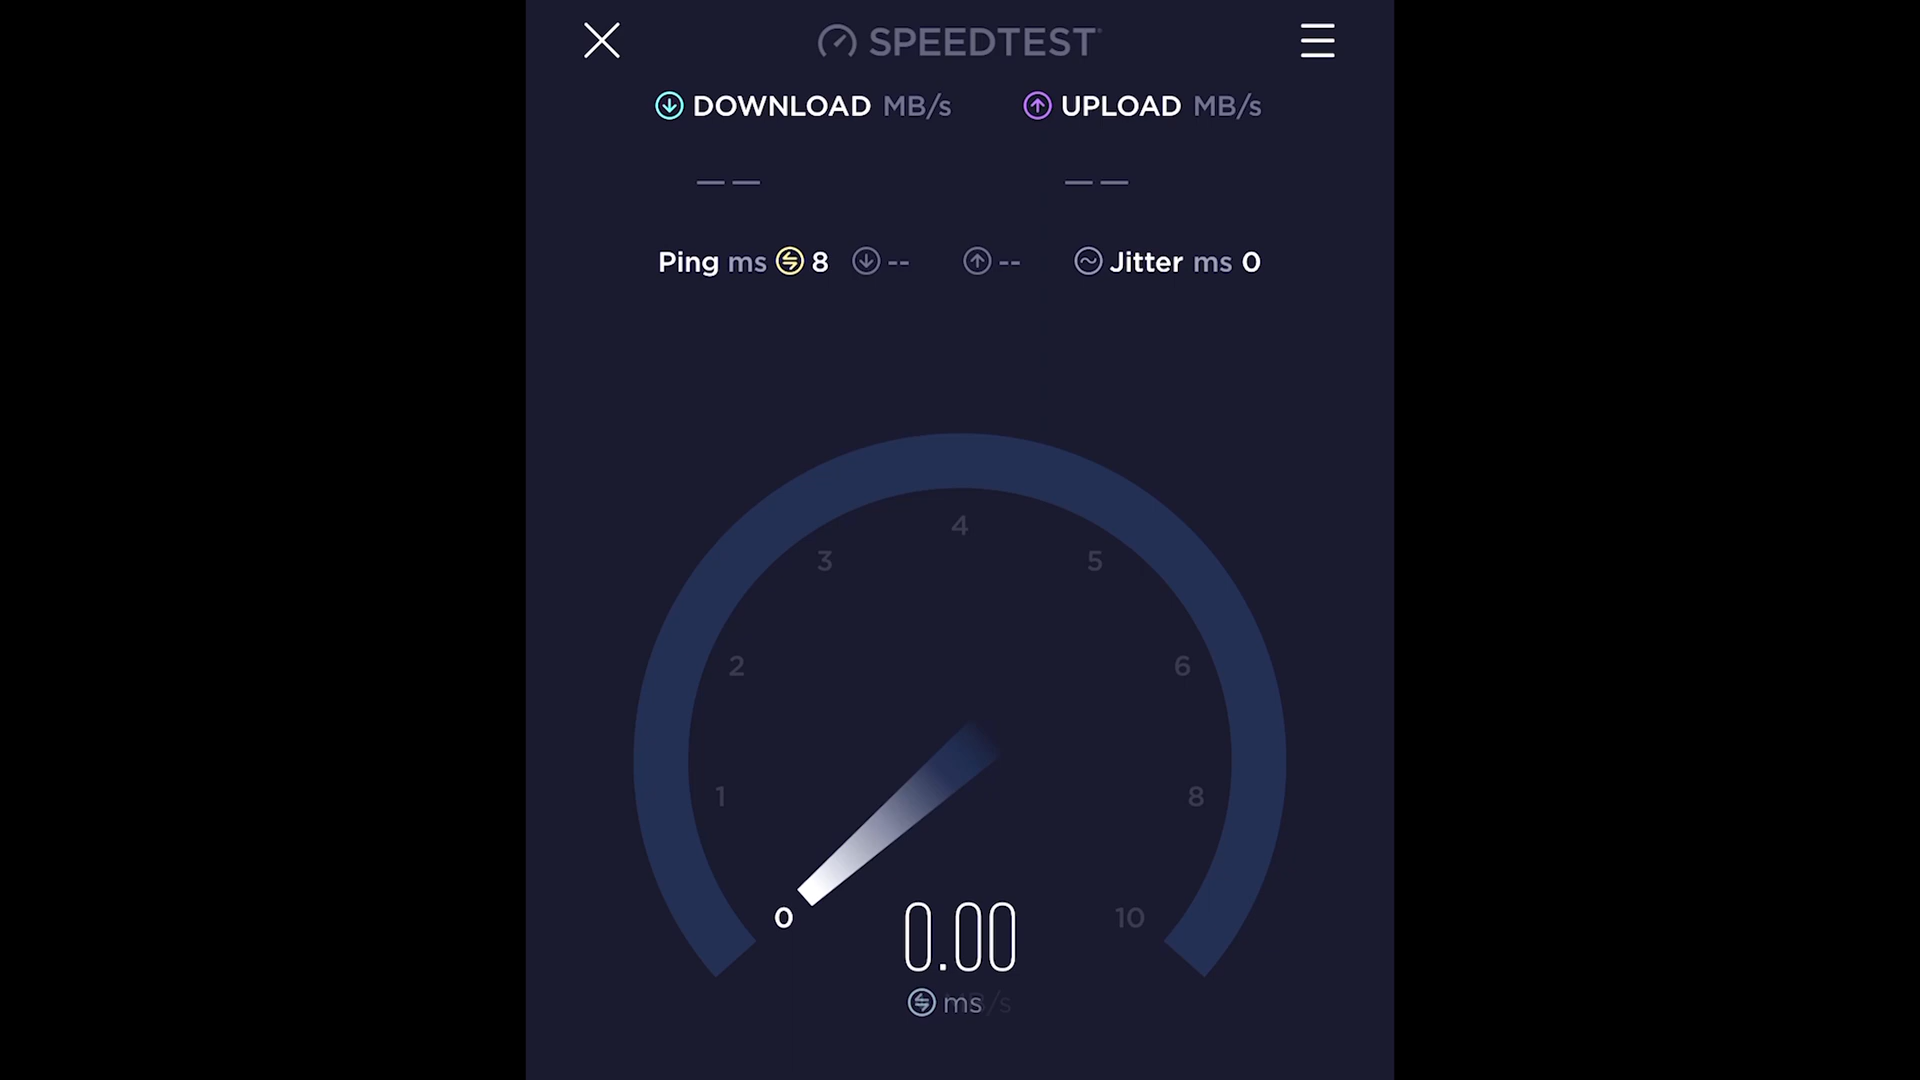 SPEEDTEST
DOWNLOAD MB/s
UPLOAD MB/s
— —
— —
Ping ms 8 -- -- Jitter ms 0
4
3 5
2 6
1 8
0 10
0.00
ms MB/s